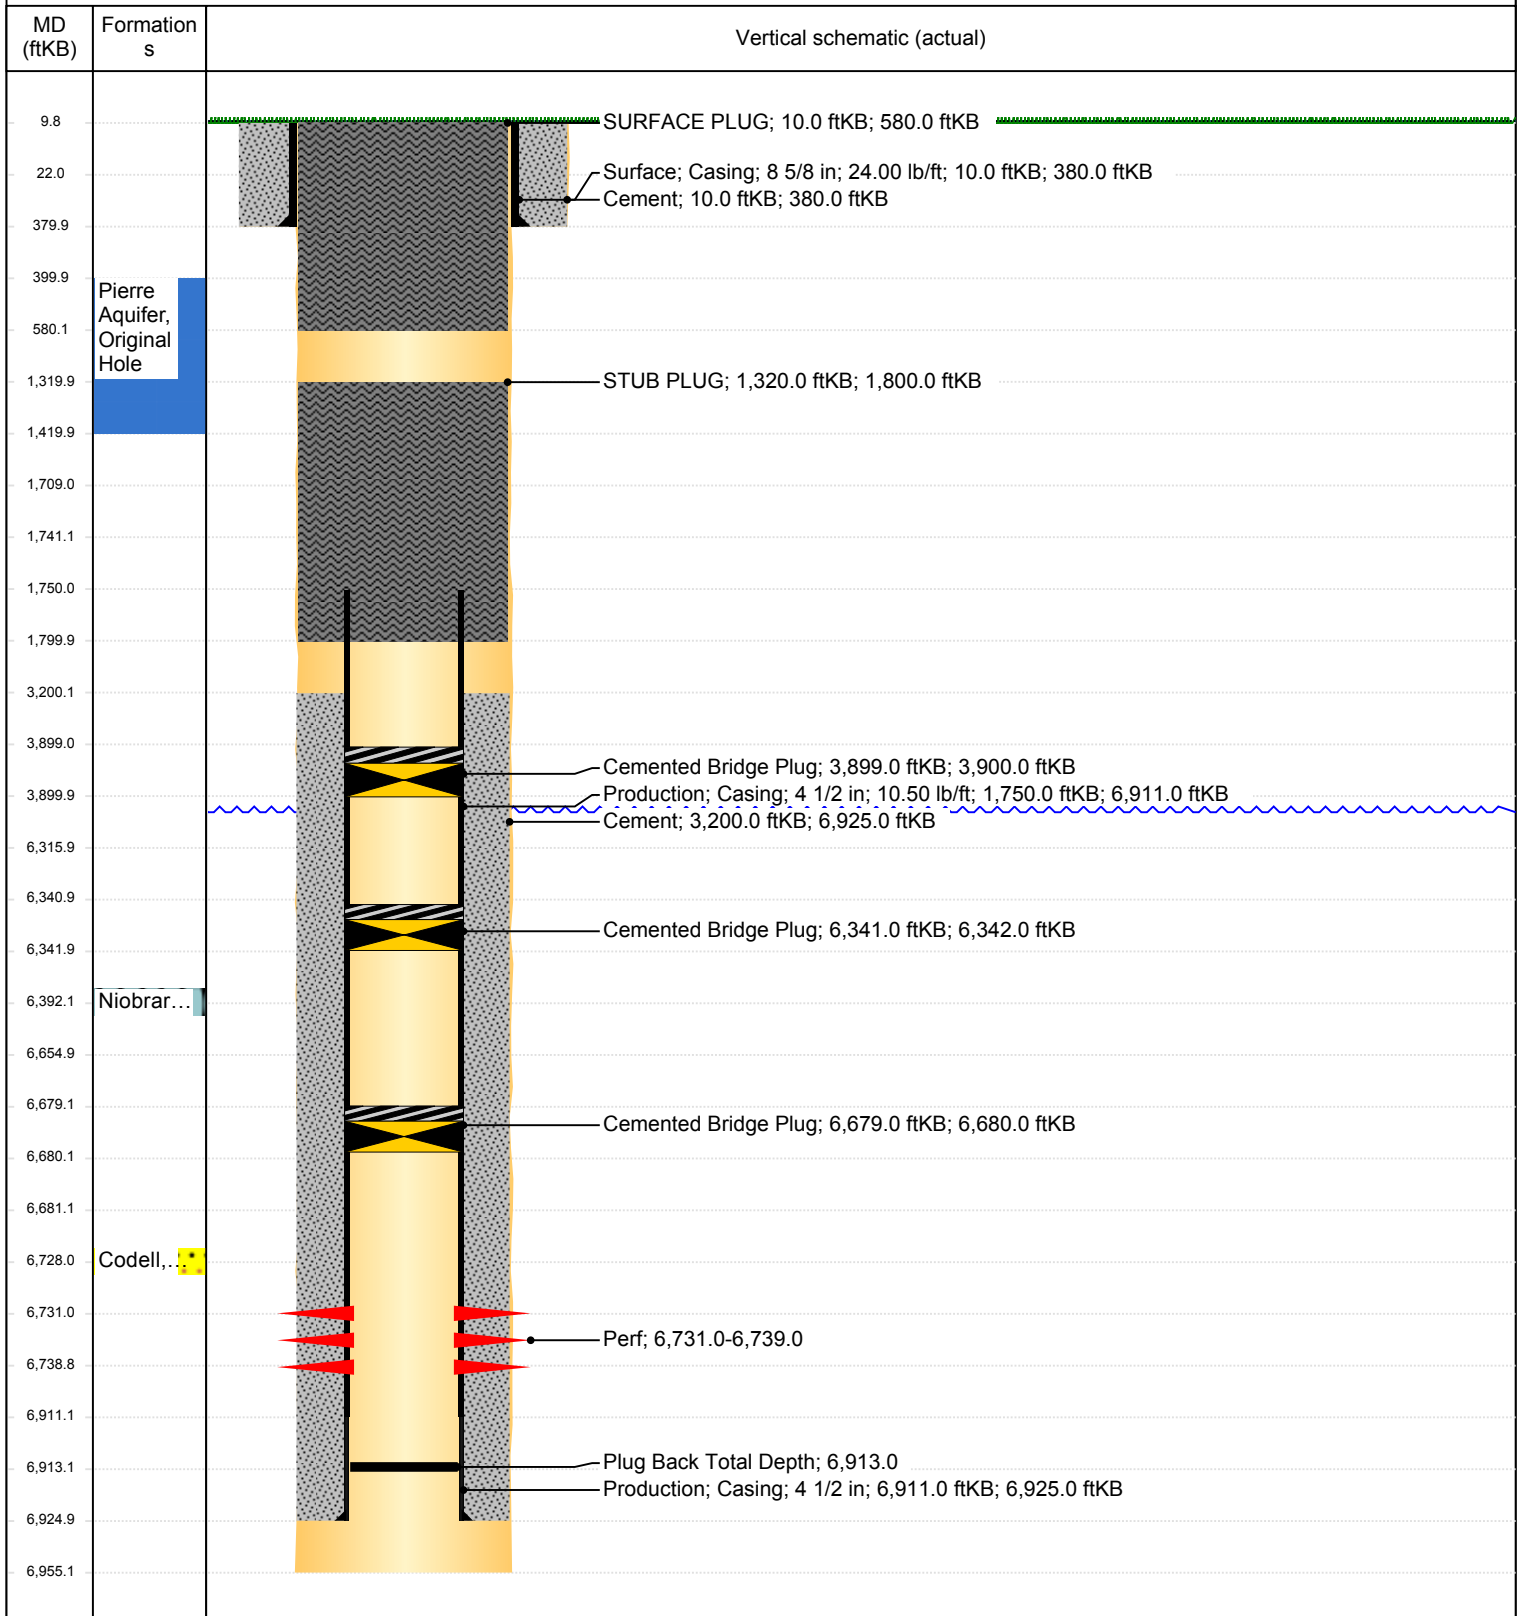 MD
(ftKB)
Formation
s
Vertical schematic (actual)
9.8
SURFACE PLUG; 10.0 ftKB; 580.0 ftKB
22.0
Surface; Casing; 8 5/8 in; 24.00 lb/ft; 10.0 ftKB; 380.0 ftKB
Cement; 10.0 ftKB; 380.0 ftKB
379.9
399.9
Pierre
Aquifer,
Original
Hole
580.1
1,319.9
STUB PLUG; 1,320.0 ftKB; 1,800.0 ftKB
1,419.9
1,709.0
1,741.1
1,750.0
1,799.9
3,200.1
3,899.0
Cemented Bridge Plug; 3,899.0 ftKB; 3,900.0 ftKB
3,899.9
Production; Casing; 4 1/2 in; 10.50 lb/ft; 1,750.0 ftKB; 6,911.0 ftKB
Cement; 3,200.0 ftKB; 6,925.0 ftKB
6,315.9
6,340.9
Cemented Bridge Plug; 6,341.0 ftKB; 6,342.0 ftKB
6,341.9
6,392.1
Niobrar...
6,654.9
6,679.1
Cemented Bridge Plug; 6,679.0 ftKB; 6,680.0 ftKB
6,680.1
6,681.1
6,728.0
Codell,...
6,731.0
Perf; 6,731.0-6,739.0
6,738.8
6,911.1
Plug Back Total Depth; 6,913.0
6,913.1
Production; Casing; 4 1/2 in; 6,911.0 ftKB; 6,925.0 ftKB
6,924.9
6,955.1